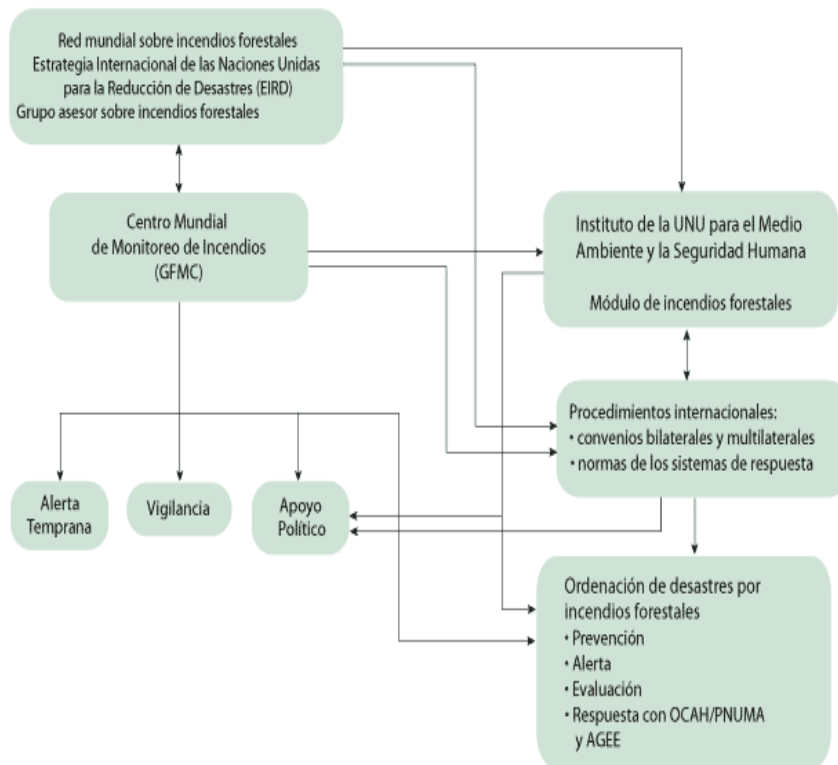 Red mundial sobre incendios forestales
Estrategia Internacional de las Naciones Unidas
para la Reducción de Desastres (EIRD)
Grupo asesor sobre incendios forestales
Centro Mundial
de Monitoreo de Incendios
(GFMC)
Instituto de la UNU para el Medio
Ambiente y la Seguridad Humana
Módulo de incendios forestales
Procedimientos internacionales:
• convenios bilaterales y multilaterales
• normas de los sistemas de respuesta
Alerta
Temprana
Vigilancia
Apoyo
Político
Ordenación de desastres por
incendios forestales
• Prevención
• Alerta
• Evaluación
• Respuesta con OCAH/PNUMA
y AGEE